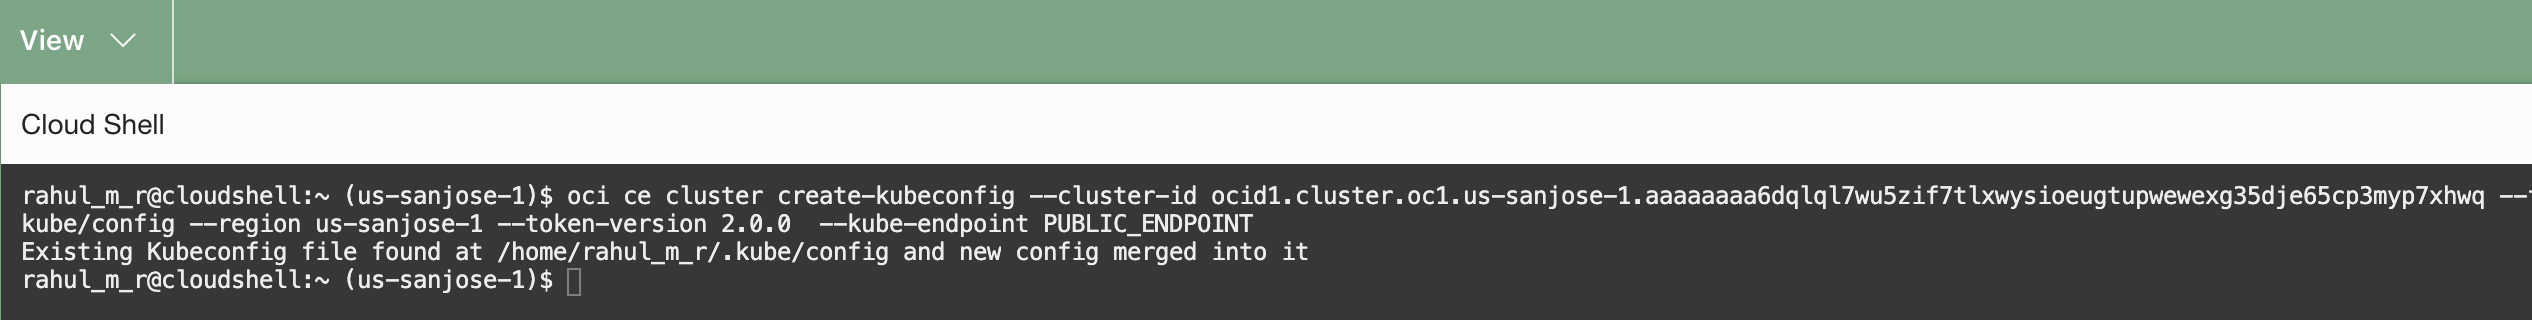 View
Cloud Shell
rahul_m_r@cloudshell:~ (us-sanjose-1)$ oci ce cluster create-kubeconfig --cluster-id ocid1.cluster.oc1.us-sanjose-1.aaaaaaaa6dqlql7wu5zif7tlxwysioeugtupwewexg35dje65cp3myp7xhwq --
kube/config --region us-sanjose-1 --token-version 2.0.0  --kube-endpoint PUBLIC_ENDPOINT
Existing Kubeconfig file found at /home/rahul_m_r/.kube/config and new config merged into it
rahul_m_r@cloudshell:~ (us-sanjose-1)$